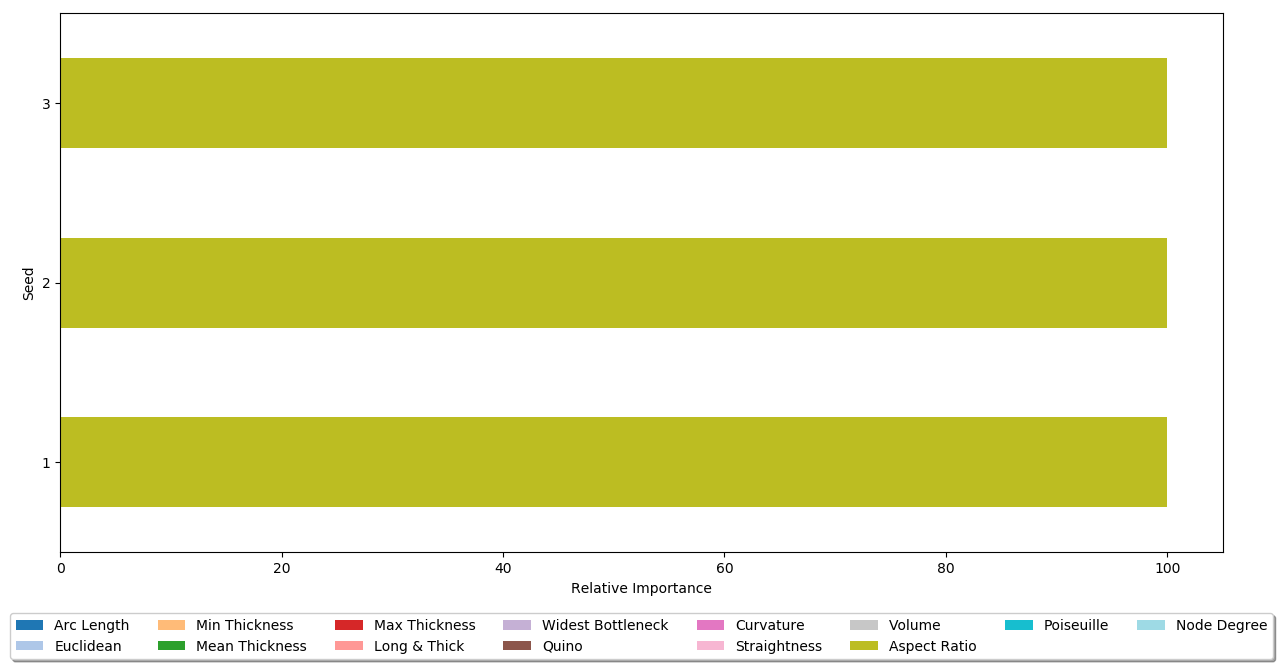 3
2
1
Seed
0 20 40 60 80 100
Relative Importance
Arc Length Min Thickness Max Thickness Widest Bottleneck Curvature Volume Poiseuille Node Degree
Euclidean Mean Thickness Long & Thick Quino Straightness Aspect Ratio